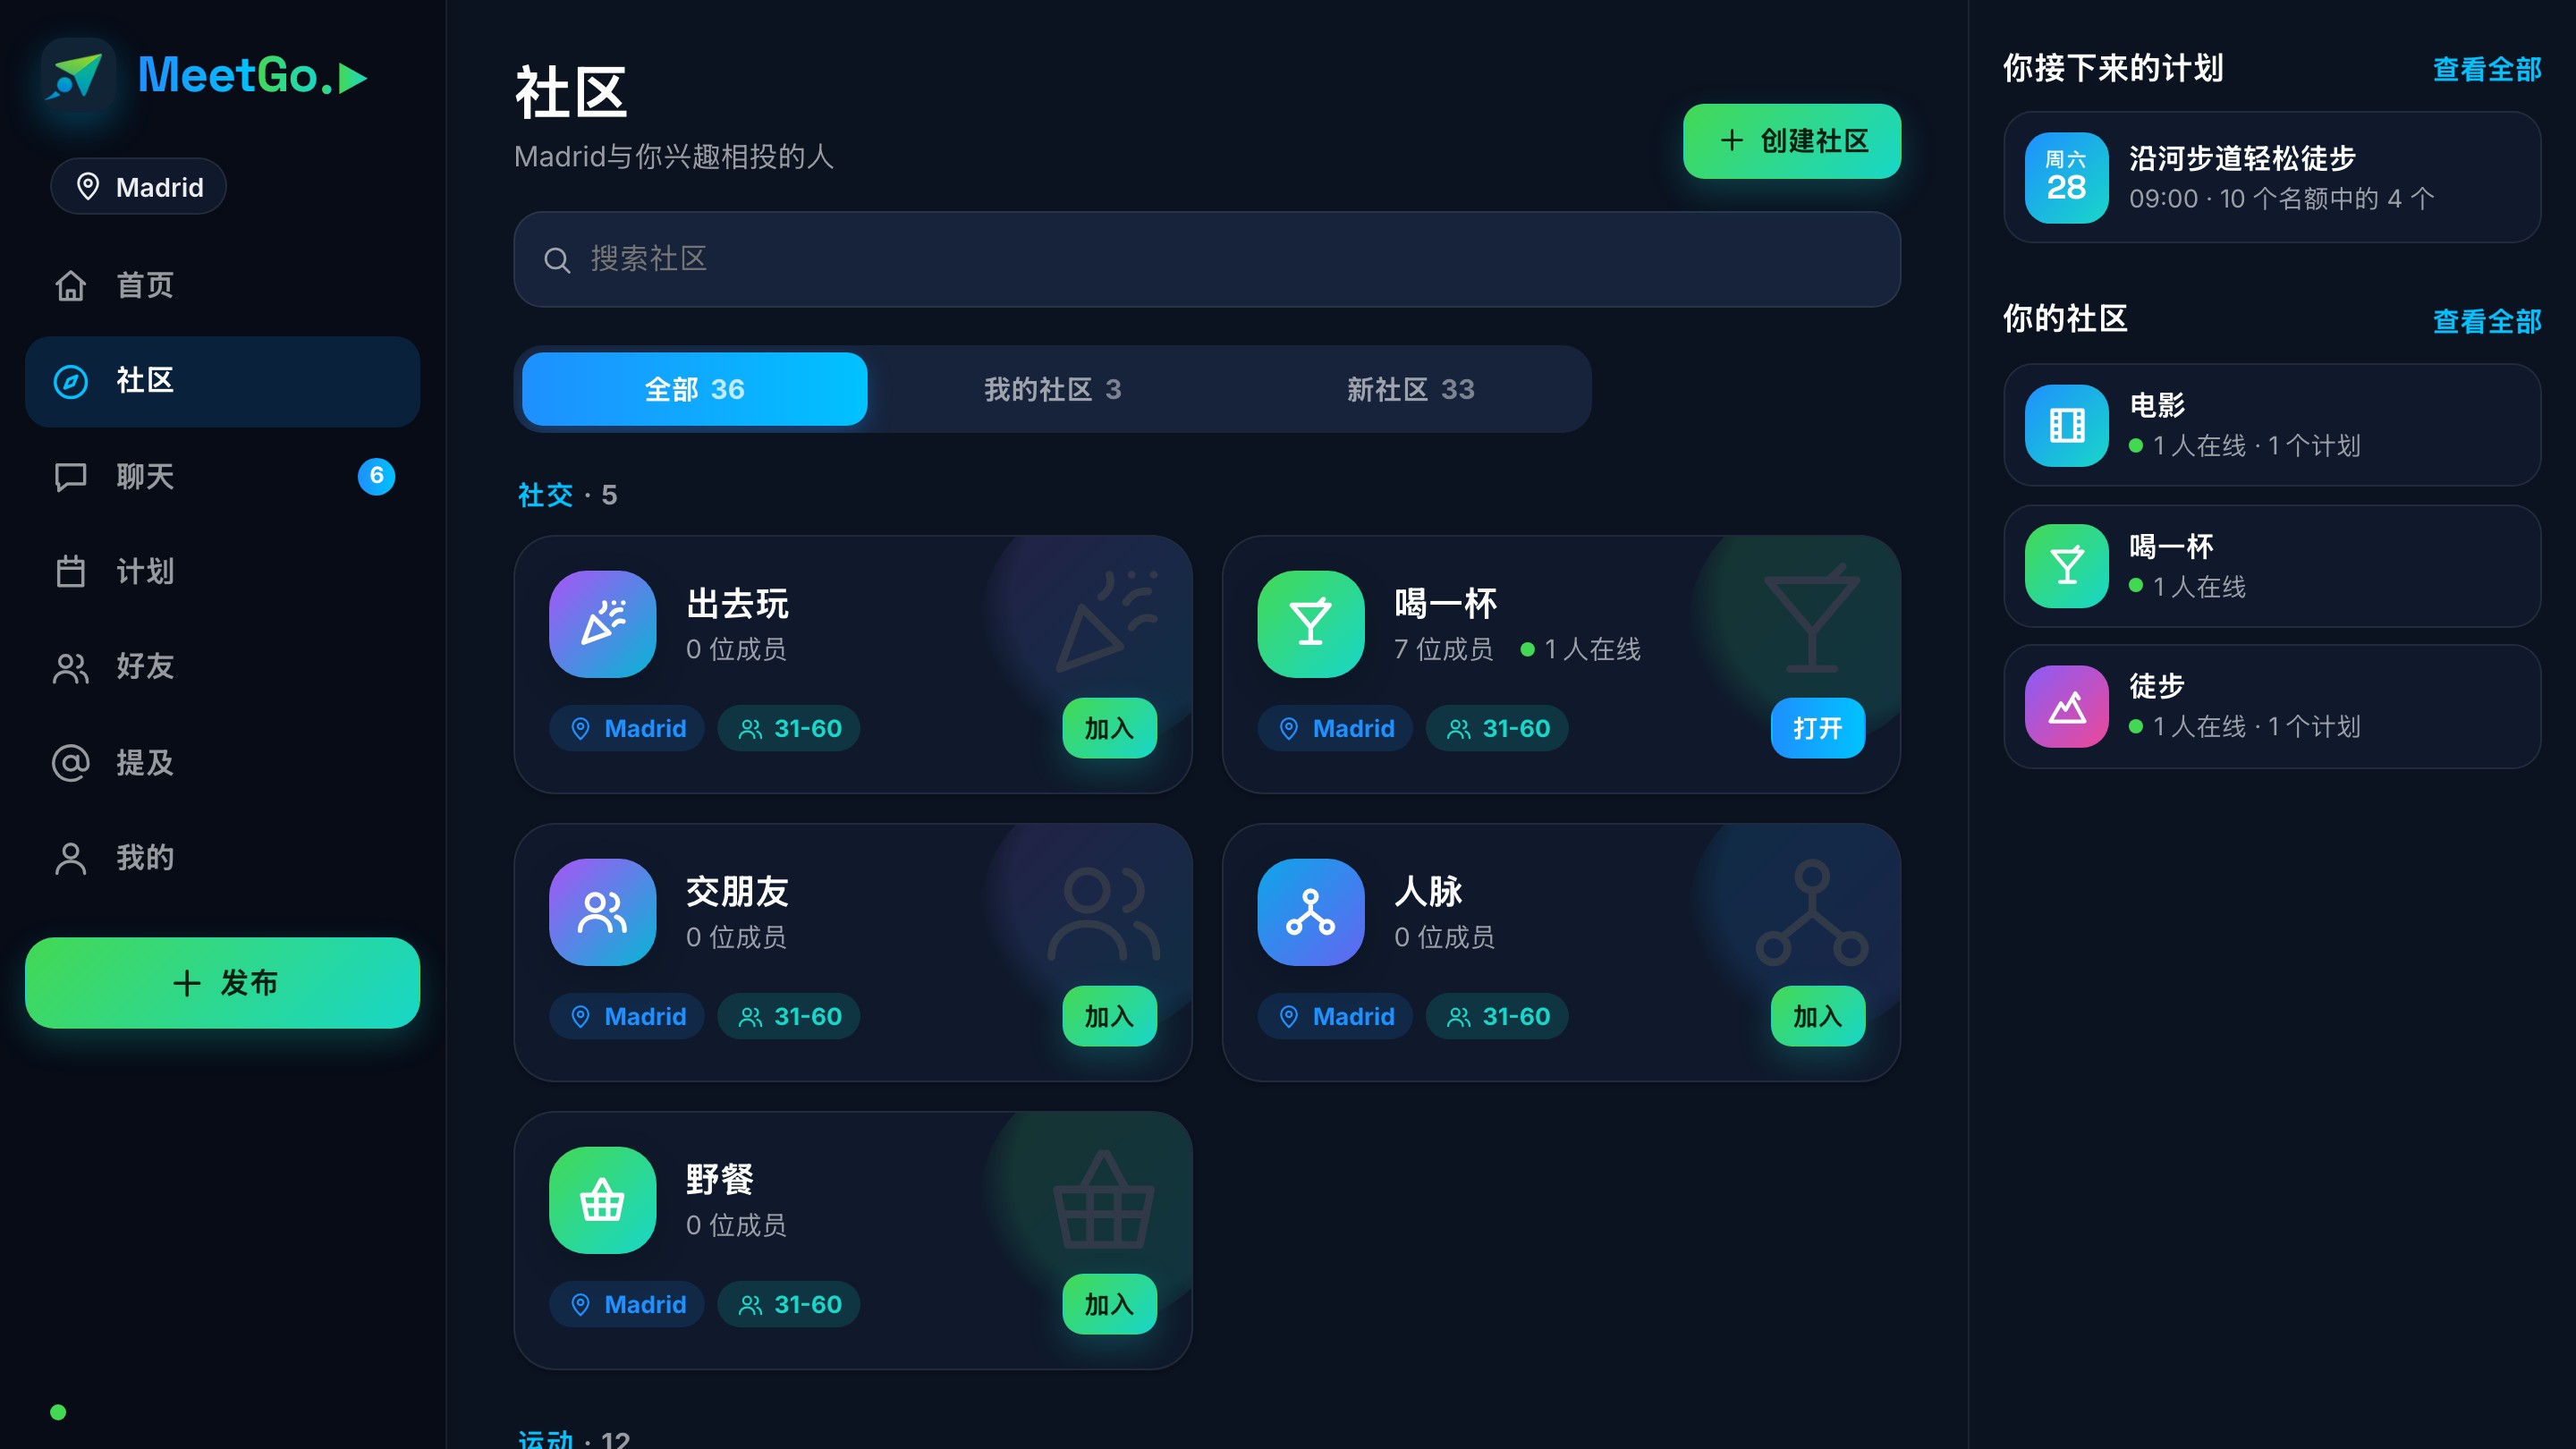 MeetGo.
Madrid
首页
社区
聊天
6
计划
好友
提及
我的
发布
社区
Madrid与你兴趣相投的人
创建社区
搜索社区
全部 36
我的社区 3
新社区 33
社交 · 5
出去玩
0 位成员
Madrid
31-60
加入
喝一杯
7 位成员
1 人在线
Madrid
31-60
打开
交朋友
0 位成员
Madrid
31-60
加入
人脉
0 位成员
Madrid
31-60
加入
野餐
0 位成员
Madrid
31-60
加入
运动 · 12
你接下来的计划
查看全部
周六
28
沿河步道轻松徒步
09:00 · 10 个名额中的 4 个
你的社区
查看全部
电影
1 人在线 · 1 个计划
喝一杯
1 人在线
徒步
1 人在线 · 1 个计划